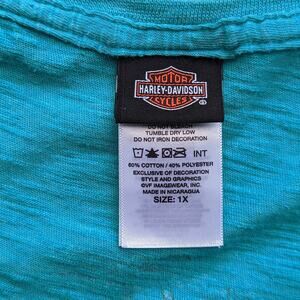 MOTOR
HARLEY-DAVIDSON
CYCLES
®
DO NOT BLEACH
TUMBLE DRY LOW
DO NOT IRON DECORATION
INT
60% COTTON / 40% POLYESTER
EXCLUSIVE OF DECORATION
STYLE AND GRAPHICS
©VF IMAGEWEAR, INC.
MADE IN NICARAGUA
SIZE: 1X